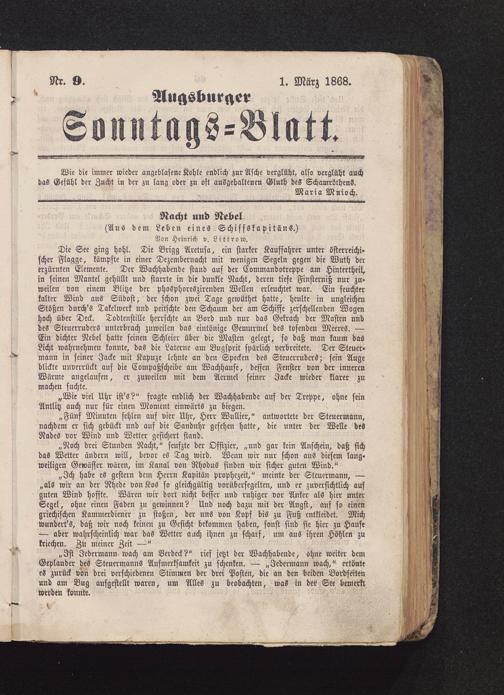 Nr. 9.
1. März 1868.
Augsburger
Sonntags-Blatt.
Wie die immer wieder angeblasene Kohle endlich zur Asche verglüht, also verglüht auch
das Gefühl der Zucht in der zu lang oder zu oft ausgehaltenen Gluth des Schamröthens.
Maria Mnioch.
Nacht und Nebel
(Aus dem Leben eines Schiffskapitäns.)
Von Heinrich v. Littrow.
Die See ging hohl. Die Brigg Aretusa, ein starker Kauffahrer unter österreichi-
scher Flagge, kämpfte in einer Dezembernacht mit wenigen Segeln gegen die Wuth der
erzürnten Elemente. Der Wachhabende stand auf der Commandotreppe am Hintertheil,
in seinen Mantel gehüllt und starrte in die dunkle Nacht, deren tiefe Finsterniß nur zu-
weilen von einem Blitze der phosphoreszirenden Wellen erleuchtet war. Ein feuchter
kalter Wind aus Südost, der schon zwei Tage gewüthet hatte, heulte in ungleichen
Stößen durch's Takelwerk und peitschte den Schaum der am Schiffe zerschellenden Wogen
hoch über Deck. Todtenstille herrschte an Bord und nur das Gekrach der Masten und
des Steuerruders unterbrach zuweilen das eintönige Gemurmel des tosenden Meeres. —
Ein dichter Nebel hatte seinen Schleier über die Masten gelegt, so daß man kaum das
Licht wahrnehmen konnte, das die Laterne am Bugspriet spärlich verbreitete. Der Steuer-
mann in seiner Jacke mit Kapuze lehnte an den Specken des Steuerruders; sein Auge
blickte unverrückt auf die Compaßscheibe am Wachhause, dessen Fenster von der inneren
Wärme angelaufen, er zuweilen mit dem Aermel seiner Jacke wieder klarer zu
machen suchte.
„Wie viel Uhr ist's?“ fragte endlich der Wachhabende auf der Treppe, ohne sein
Antlitz auch nur für einen Moment einwärts zu biegen.
„Fünf Minuten fehlen auf vier Uhr, Herr Mullier,“ antwortete der Steuermann,
nachdem er sich gebückt und auf die Sanduhr gesehen hatte, die unter der Welle des
Rades vor Wind und Wetter gesichert stand.
„Noch drei Stunden Nacht,“ seufzte der Offizier, „und gar kein Anschein, daß sich
das Wetter ändern will, bevor es Tag wird. Wenn wir nur schon aus diesem lang-
weiligen Gewässer wären, im Kanal von Rhodus finden wir sicher guten Wind.“
„Ich habe es gestern dem Herrn Kapitän prophezeit,“ meinte der Steuermann, —
„als wir an der Rhede von Kos so gleichgültig vorübersegelten, und er zuversichtlich auf
guten Wind hoffte. Wären wir dort nicht besser und ruhiger vor Anker als hier unter
Segel, ohne einen Faden zu gewinnen? Und noch dazu mit der Angst, auf so einen
griechischen Kammerdiener zu stoßen, der uns von Kopf bis zu Fuß entkleidet. Mich
wundert's, daß wir noch keinen zu Gesicht bekommen haben, sonst sind sie hier zu Hause
— aber wahrscheinlich war das Wetter auch ihnen zu scharf, um aus ihren Höhlen zu
kriechen. Zu meiner Zeit —“
„Ist Jedermann wach am Verdeck?“ rief jetzt der Wachhabende, ohne weiter dem
Geplauder des Steuermanns Aufmerksamkeit zu schenken. — „Jedermann wach,“ ertönte
es zurück von drei verschiedenen Stimmen der drei Posten, die an den beiden Bordseiten
und am Bug aufgestellt waren, um Alles zu beobachten, was in der See bemerkt
werden konnte.